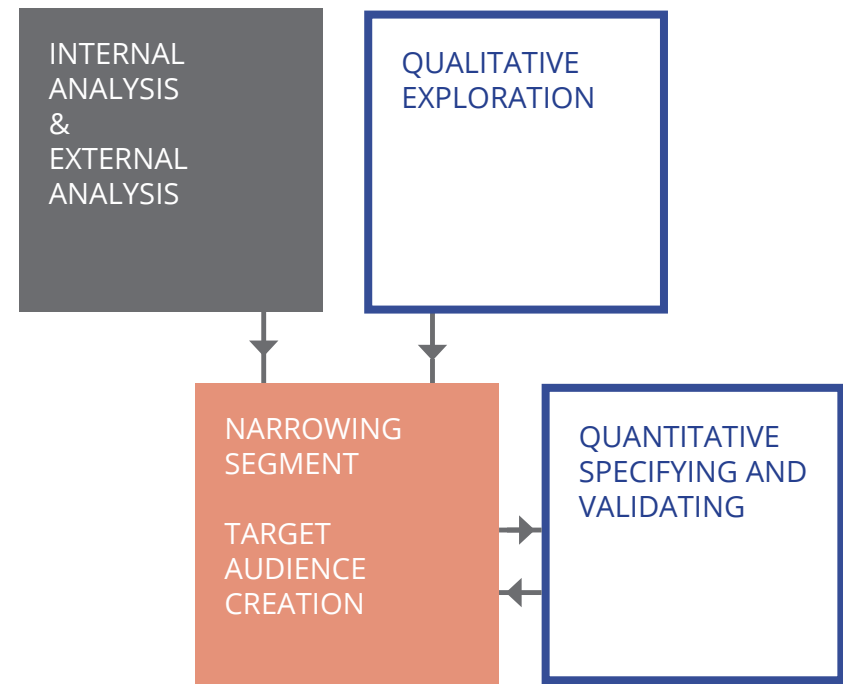 INTERNAL
ANALYSIS
&
EXTERNAL
ANALYSIS
QUALITATIVE
EXPLORATION
NARROWING
SEGMENT
TARGET
AUDIENCE
CREATION
QUANTITATIVE
SPECIFYING AND
VALIDATING